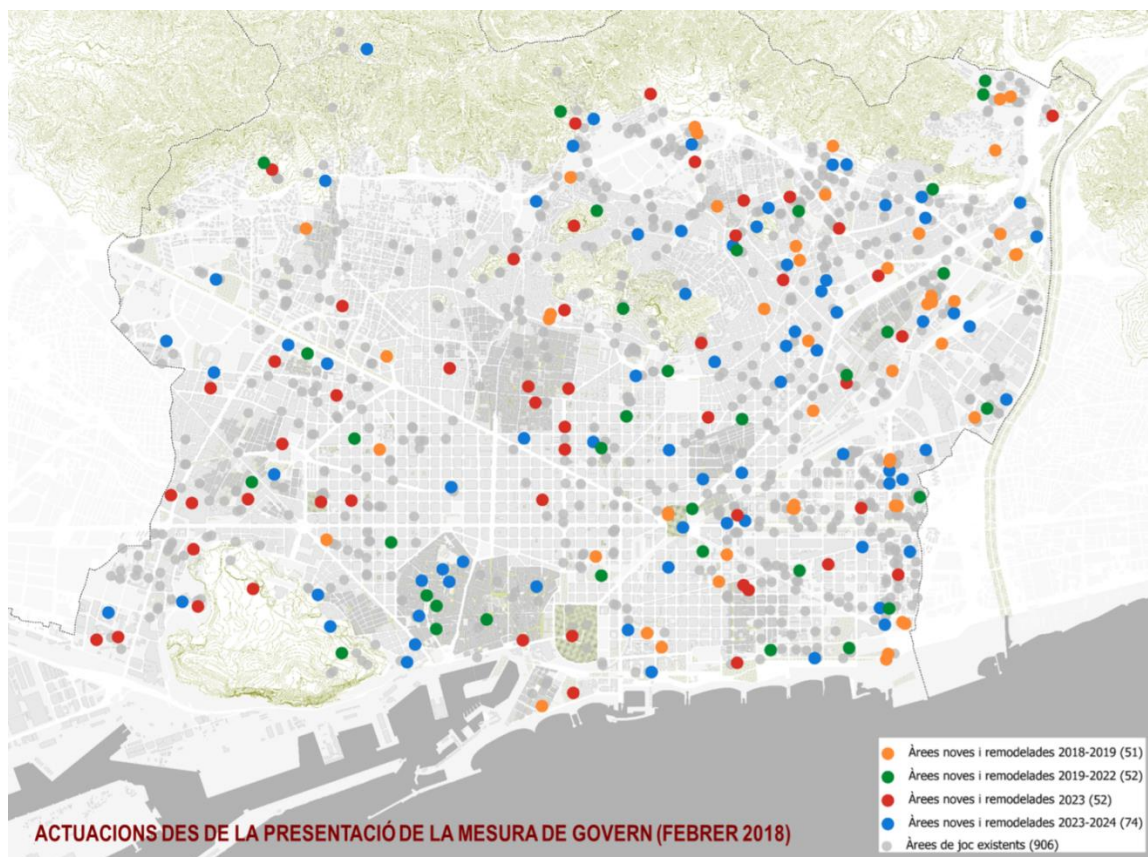 Àrees noves i remodelades 2018-2019 (51)
Àrees noves i remodelades 2019-2022 (52)
Àrees noves i remodelades 2023 (52)
Àrees noves i remodelades 2023-2024 (74)
Àrees de joc existents (906)
ACTUACIONS DES DE LA PRESENTACIÓ DE LA MESURA DE GOVERN (FEBRER 2018)